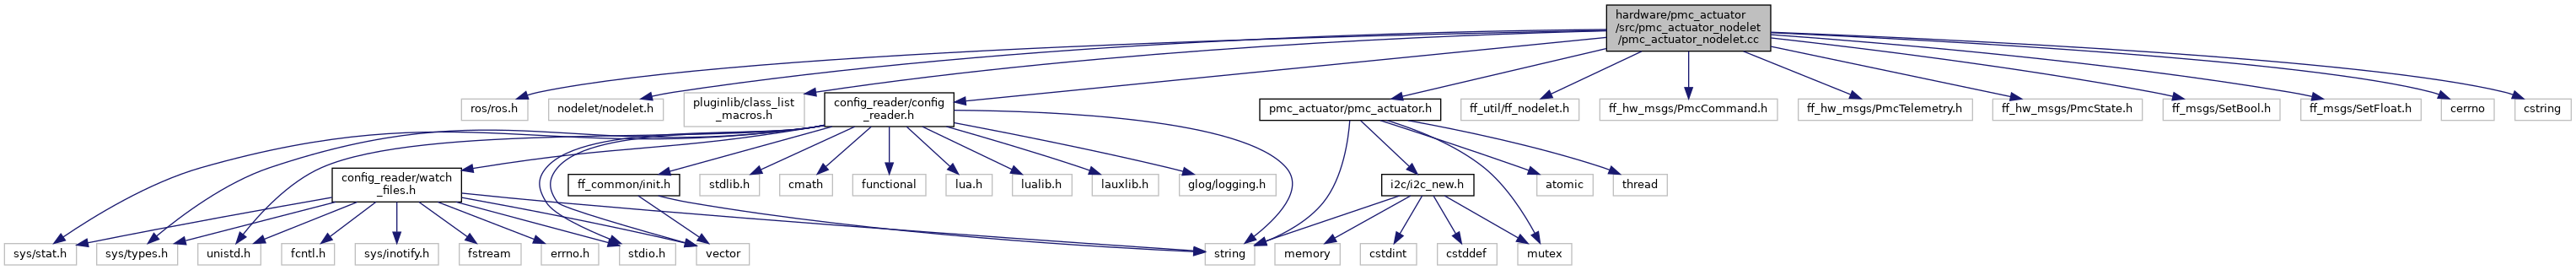 hardware/pmc_actuator
/src/pmc_actuator_nodelet
/pmc_actuator_nodelet.cc
ros/ros.h
nodelet/nodelet.h
pluginlib/class_list
_macros.h
config_reader/config
_reader.h
pmc_actuator/pmc_actuator.h
ff_util/ff_nodelet.h
ff_hw_msgs/PmcCommand.h
ff_hw_msgs/PmcTelemetry.h
ff_hw_msgs/PmcState.h
ff_msgs/SetBool.h
ff_msgs/SetFloat.h
cerrno
cstring
config_reader/watch
_files.h
ff_common/init.h
stdlib.h
cmath
functional
lua.h
lualib.h
lauxlib.h
glog/logging.h
i2c/i2c_new.h
atomic
thread
sys/stat.h
sys/types.h
unistd.h
fcntl.h
sys/inotify.h
fstream
errno.h
stdio.h
vector
string
memory
cstdint
cstddef
mutex